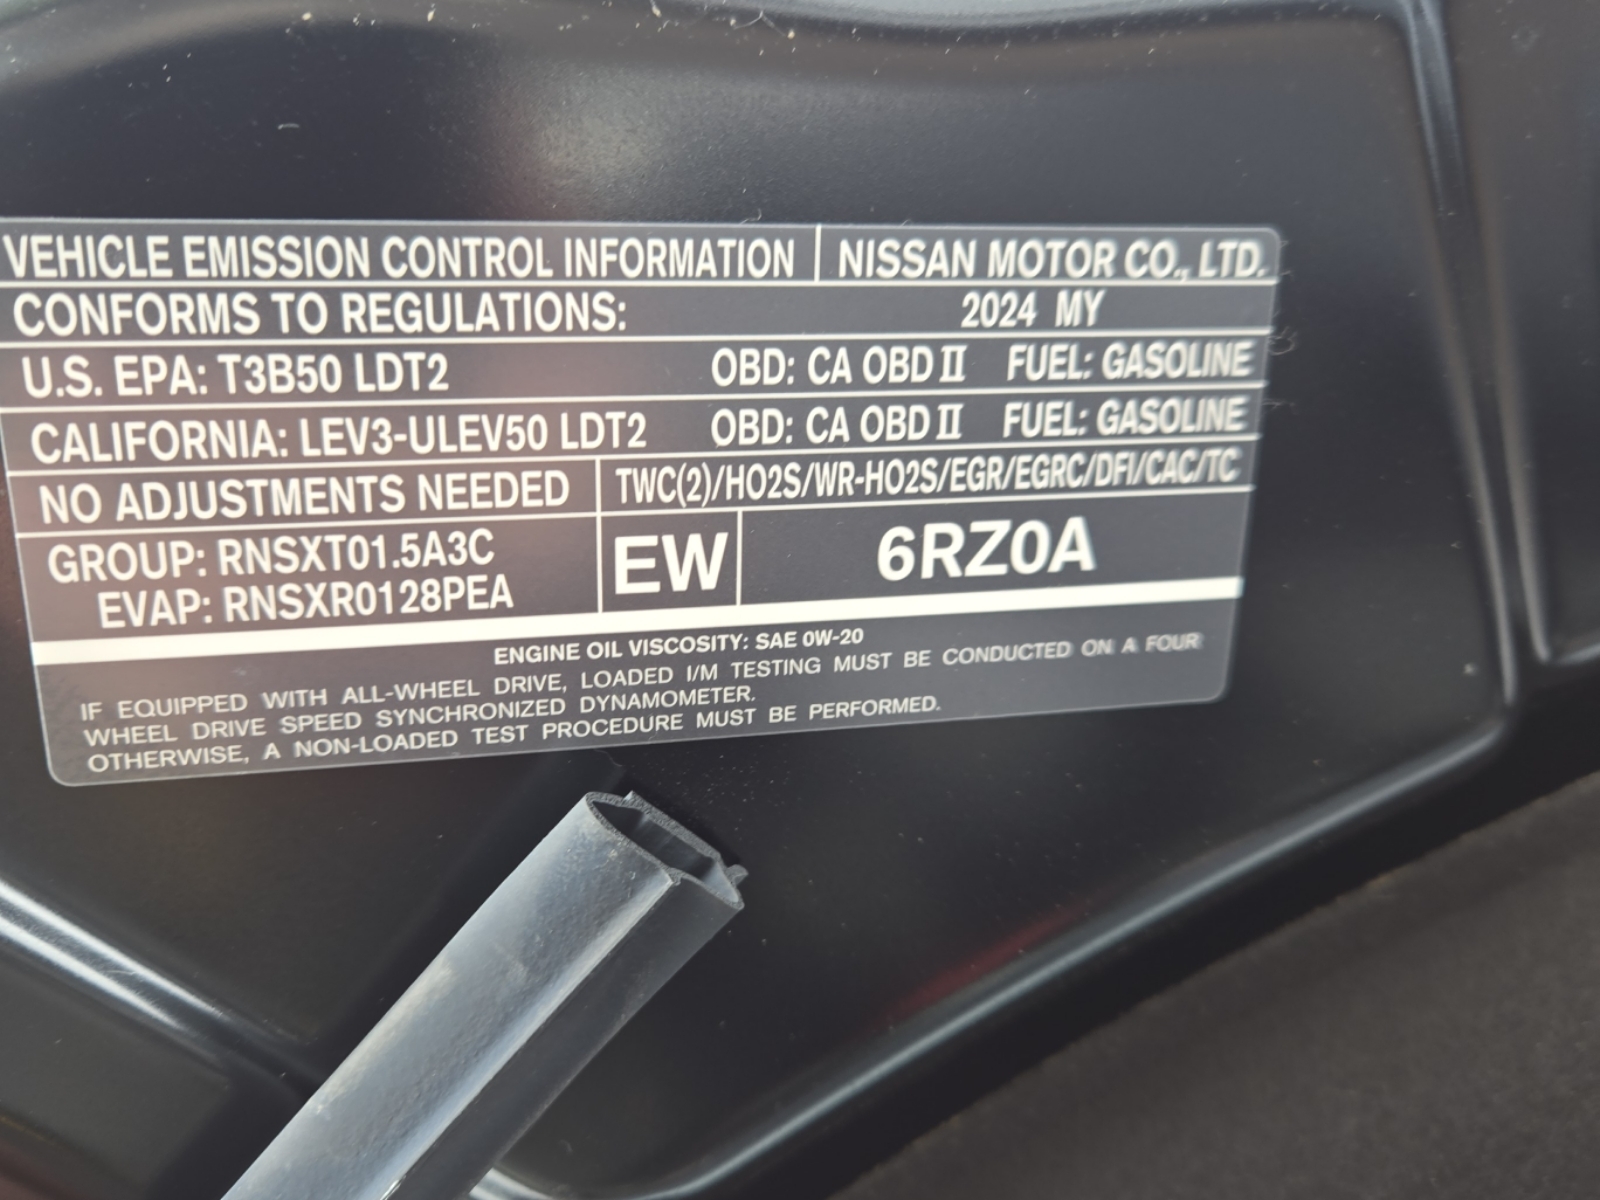 VEHICLE EMISSION CONTROL INFORMATION NISSAN MOTOR CO., LTD.
CONFORMS TO REGULATIONS: 2024 MY
U.S. EPA: T3B50 LDT2 OBD: CA OBD II FUEL: GASOLINE
CALIFORNIA: LEV3-ULEV50 LDT2 OBD: CA OBD II FUEL: GASOLINE
NO ADJUSTMENTS NEEDED TWC(2)/HO2S/WR-HO2S/EGR/EGRC/DFI/CAC/TC
GROUP: RNSXT01.5A3C
EVAP: RNSXR0128PEA
EW 6RZ0A
ENGINE OIL VISCOSITY: SAE 0W-20
IF EQUIPPED WITH ALL-WHEEL DRIVE, LOADED I/M TESTING MUST BE CONDUCTED ON A FOUR
WHEEL DRIVE SPEED SYNCHRONIZED DYNAMOMETER.
OTHERWISE, A NON-LOADED TEST PROCEDURE MUST BE PERFORMED.